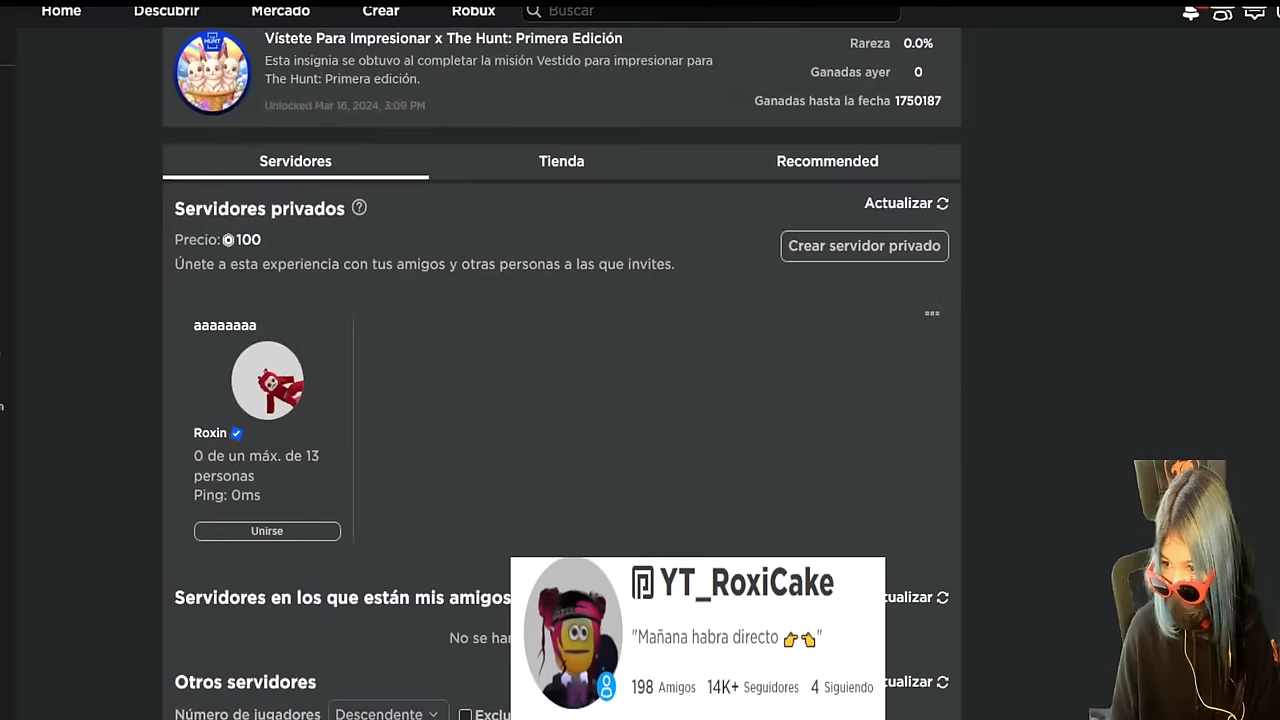 Home Descubrir Mercado Crear Robux Buscar
Vístete Para Impresionar x The Hunt: Primera Edición
Esta insignia se obtuvo al completar la misión Vestido para impresionar para
The Hunt: Primera edición.
Unlocked Mar 16, 2024, 3:09 PM
Rareza 0.0%
Ganadas ayer 0
Ganadas hasta la fecha 1750187
Servidores Tienda Recommended
Servidores privados
Actualizar
Precio: 100
Crear servidor privado
Únete a esta experiencia con tus amigos y otras personas a las que invites.
aaaaaaaa
Roxin
0 de un máx. de 13
personas
Ping: 0ms
Unirse
Servidores en los que están mis amigos
No se
YT_RoxiCake
"Mañana habra directo 👉👈"
198 Amigos 14K+ Seguidores 4 Siguiendo
Otros servidores
Número de jugadores Descendente